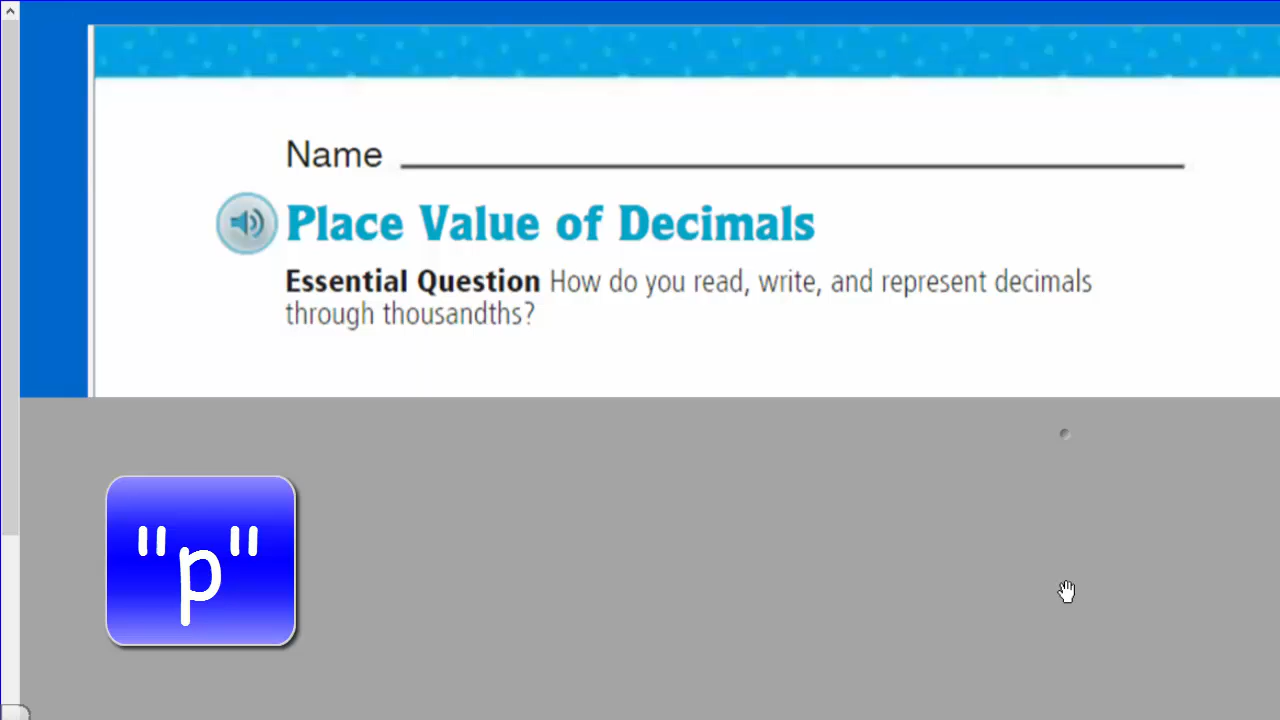 Name
Place Value of Decimals
Essential Question How do you read, write, and represent decimals
through thousandths?
"p"